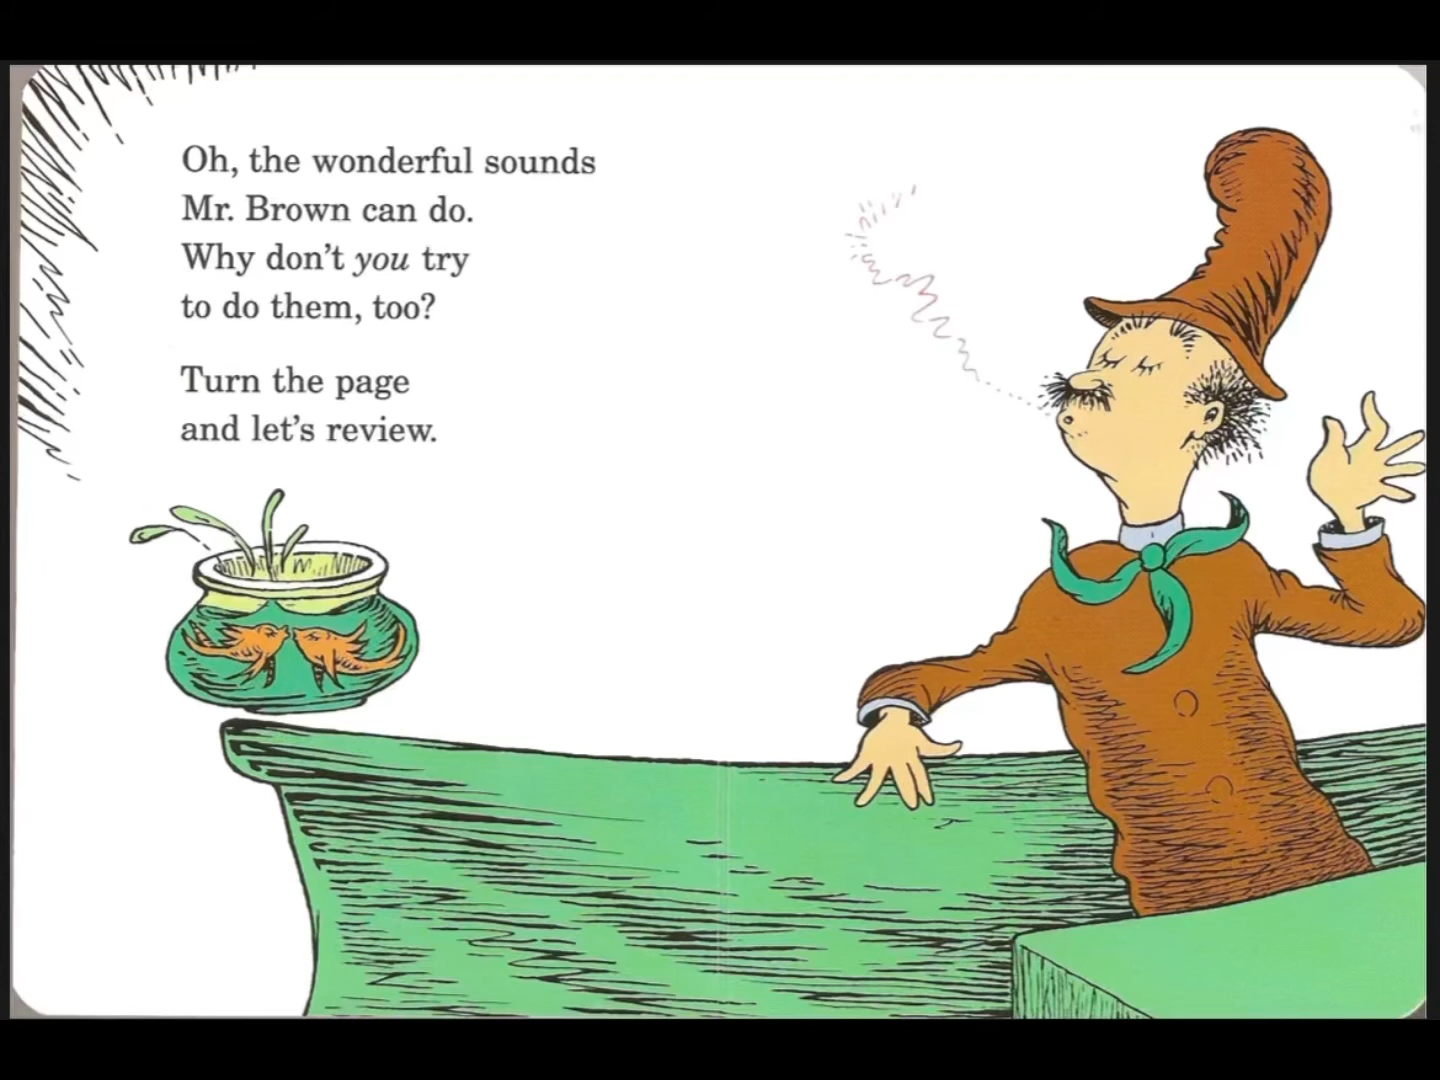 Oh, the wonderful sounds
Mr. Brown can do.
Why don't you try
to do them, too?
Turn the page
and let's review.